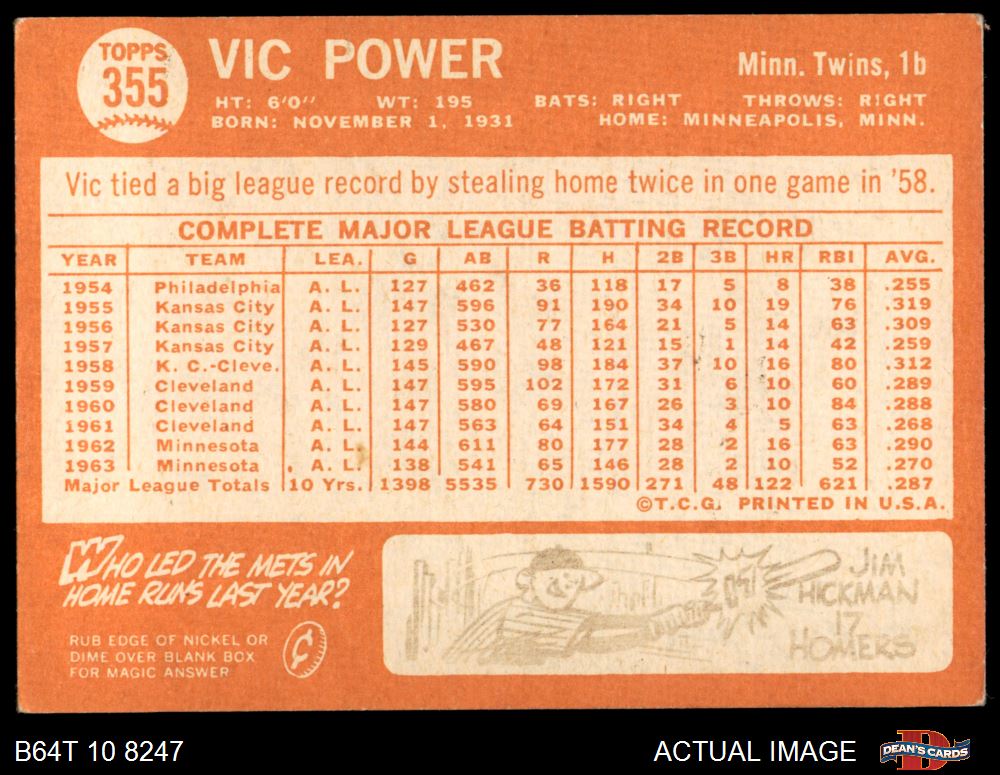 TOPPS
355
VIC POWER
Minn. Twins, 1b
HT: 6'0" WT: 195 BATS: RIGHT THROWS: RIGHT
BORN: NOVEMBER 1, 1931 HOME: MINNEAPOLIS, MINN.
Vic tied a big league record by stealing home twice in one game in '58.
COMPLETE MAJOR LEAGUE BATTING RECORD
YEAR TEAM LEA. G AB R H 2B 3B HR RBI AVG.
1954 Philadelphia A. L. 127 462 36 118 17 5 8 38 .255
1955 Kansas City A. L. 147 596 91 190 34 10 19 76 .319
1956 Kansas City A. L. 127 530 77 164 21 5 14 63 .309
1957 Kansas City A. L. 129 467 48 121 15 1 14 42 .259
1958 K. C.-Cleve. A. L. 145 590 98 184 37 10 16 80 .312
1959 Cleveland A. L. 147 595 102 172 31 6 10 60 .289
1960 Cleveland A. L. 147 580 69 167 26 3 10 84 .288
1961 Cleveland A. L. 147 563 64 151 34 4 5 63 .268
1962 Minnesota A. L. 144 611 80 177 28 2 16 63 .290
1963 Minnesota A. L. 138 541 65 146 28 2 10 52 .270
Major League Totals 10 Yrs. 1398 5535 730 1590 271 48 122 621 .287
©T.C.G. PRINTED IN U.S.A.
WHO LED THE METS IN
HOME RUNS LAST YEAR?
RUB EDGE OF NICKEL OR
DIME OVER BLANK BOX
FOR MAGIC ANSWER
JIM
HICKMAN
17
HOMERS
B64T 10 8247
ACTUAL IMAGE
DEAN'S CARDS